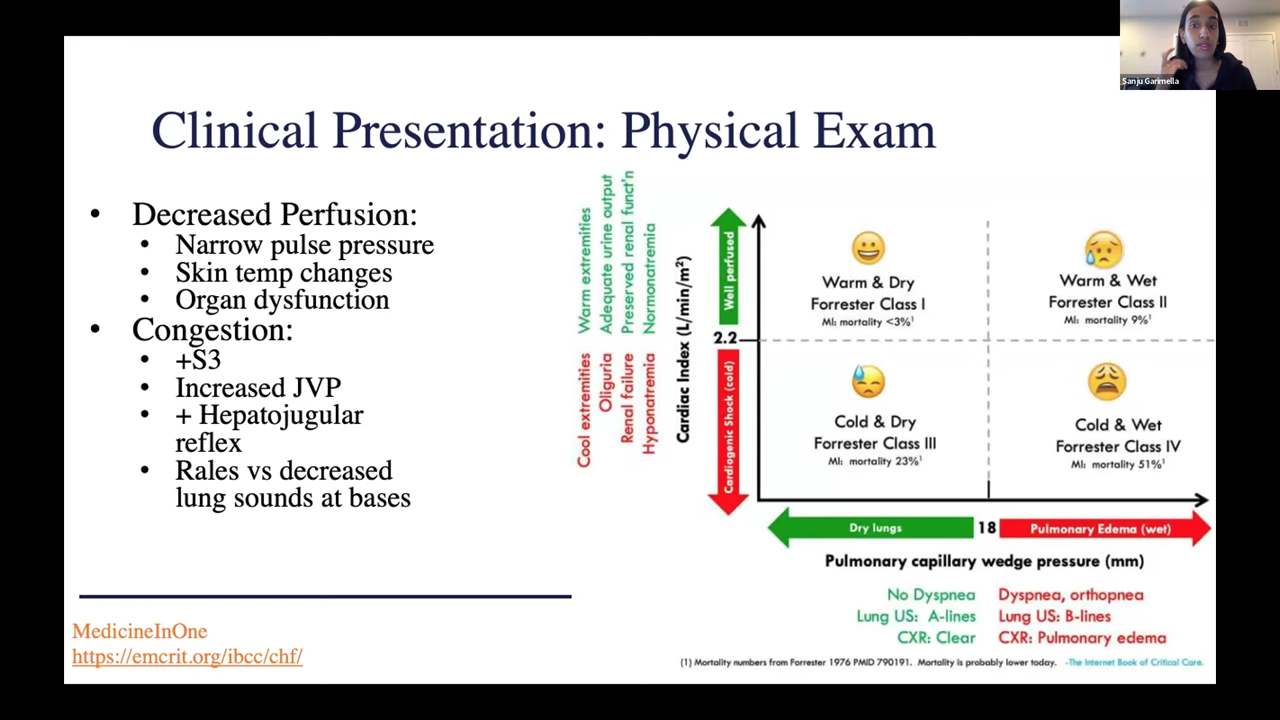 Sanju Garimella
Clinical Presentation: Physical Exam
• Decreased Perfusion:
• Narrow pulse pressure
• Skin temp changes
• Organ dysfunction
• Congestion:
• +S3
• Increased JVP
• + Hepatojugular
reflex
• Rales vs decreased
lung sounds at bases
MedicineInOne
https://emcrit.org/ibcc/chf/
Warm extremities
Adequate urine output
Preserved renal funct'n
Normonatremia
Cool extremities
Oliguria
Renal failure
Hyponatremia
Cardiac Index (L/min/m²)
Well perfused
2.2
Cardiogenic Shock (cold)
Warm & Dry
Forrester Class I
MI: mortality <3%¹
Warm & Wet
Forrester Class II
MI: mortality 9%¹
Cold & Dry
Forrester Class III
MI: mortality 23%¹
Cold & Wet
Forrester Class IV
MI: mortality 51%¹
Dry lungs
18
Pulmonary Edema (wet)
Pulmonary capillary wedge pressure (mm)
No Dyspnea
Lung US: A-lines
CXR: Clear
Dyspnea, orthopnea
Lung US: B-lines
CXR: Pulmonary edema
(1) Mortality numbers from Forrester 1976 PMID 790191. Mortality is probably lower today. -The Internet Book of Critical Care.